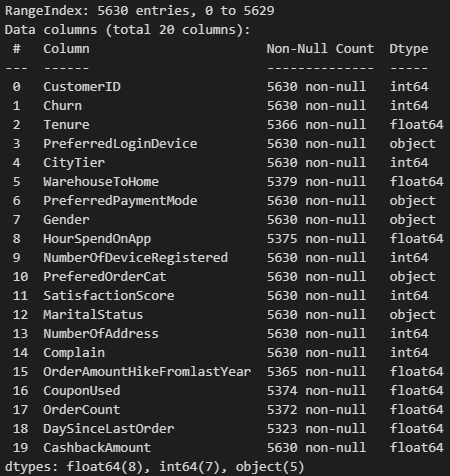 RangeIndex: 5630 entries, 0 to 5629
Data columns (total 20 columns):
 #   Column                       Non-Null Count  Dtype
---  ------                       --------------  -----
 0   CustomerID                   5630 non-null   int64
 1   Churn                        5630 non-null   int64
 2   Tenure                       5366 non-null   float64
 3   PreferredLoginDevice         5630 non-null   object
 4   CityTier                     5630 non-null   int64
 5   WarehouseToHome              5379 non-null   float64
 6   PreferredPaymentMode         5630 non-null   object
 7   Gender                       5630 non-null   object
 8   HourSpendOnApp               5375 non-null   float64
 9   NumberOfDeviceRegistered     5630 non-null   int64
 10  PreferedOrderCat             5630 non-null   object
 11  SatisfactionScore            5630 non-null   int64
 12  MaritalStatus                5630 non-null   object
 13  NumberOfAddress              5630 non-null   int64
 14  Complain                     5630 non-null   int64
 15  OrderAmountHikeFromlastYear  5365 non-null   float64
 16  CouponUsed                   5374 non-null   float64
 17  OrderCount                   5372 non-null   float64
 18  DaySinceLastOrder            5323 non-null   float64
 19  CashbackAmount               5630 non-null   float64
dtypes: float64(8), int64(7), object(5)